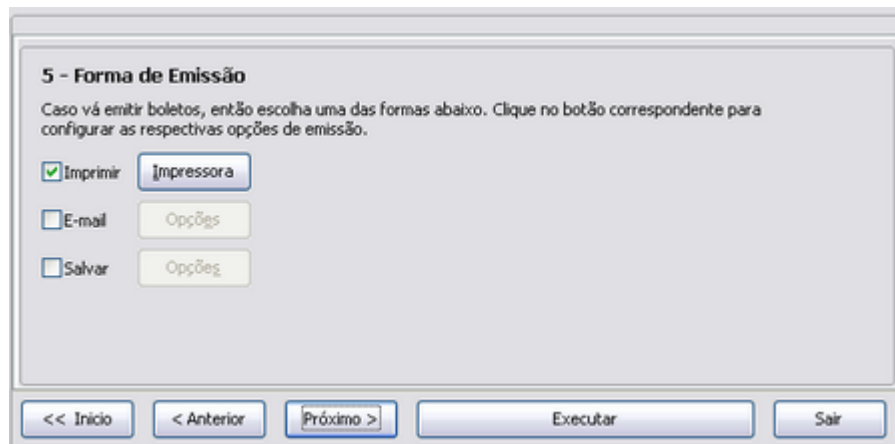 5 - Forma de Emissão
Caso vá emitir boletos, então escolha uma das formas abaixo. Clique no botão correspondente para
configurar as respectivas opções de emissão.
Imprimir Impressora
E-mail Opções
Salvar Opções
<< Inicio < Anterior Próximo > Executar Sair